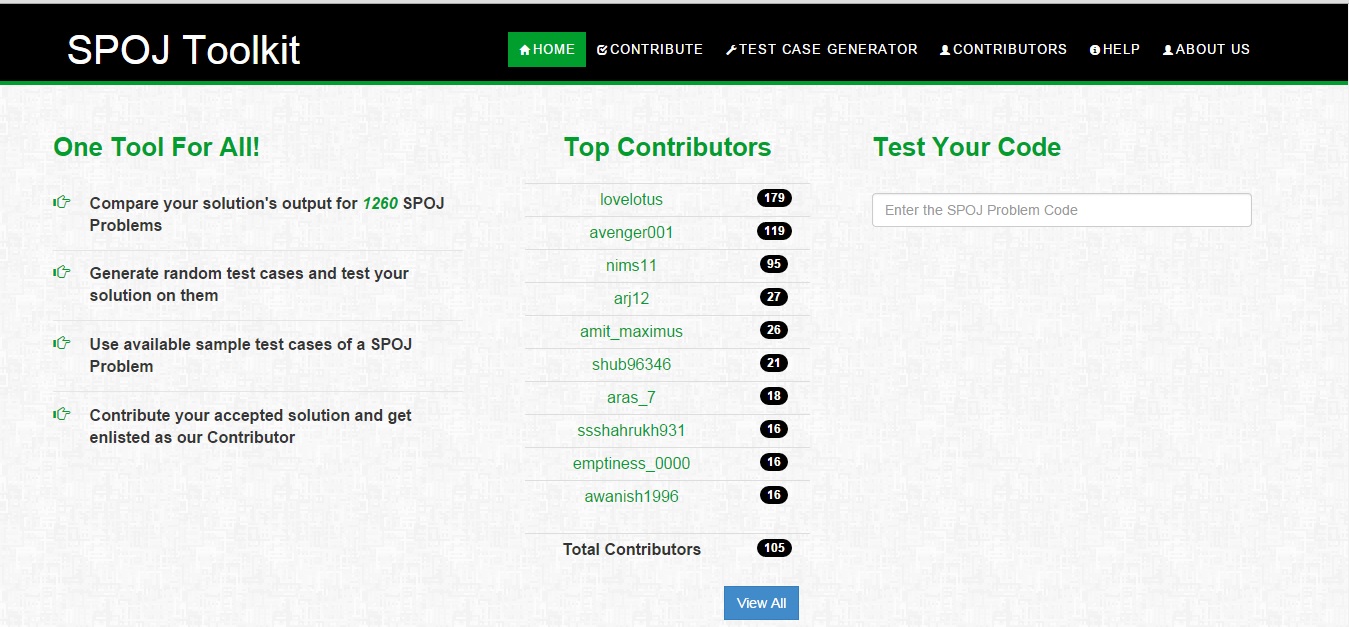 SPOJ Toolkit
HOME CONTRIBUTE TEST CASE GENERATOR CONTRIBUTORS HELP ABOUT US
One Tool For All!
Compare your solution's output for 1260 SPOJ
Problems
Generate random test cases and test your
solution on them
Use available sample test cases of a SPOJ
Problem
Contribute your accepted solution and get
enlisted as our Contributor
Top Contributors
lovelotus 179
avenger001 119
nims11 95
arj12 27
amit_maximus 26
shub96346 21
aras_7 18
ssshahrukh931 16
emptiness_0000 16
awanish1996 16
Total Contributors 105
View All
Test Your Code
Enter the SPOJ Problem Code